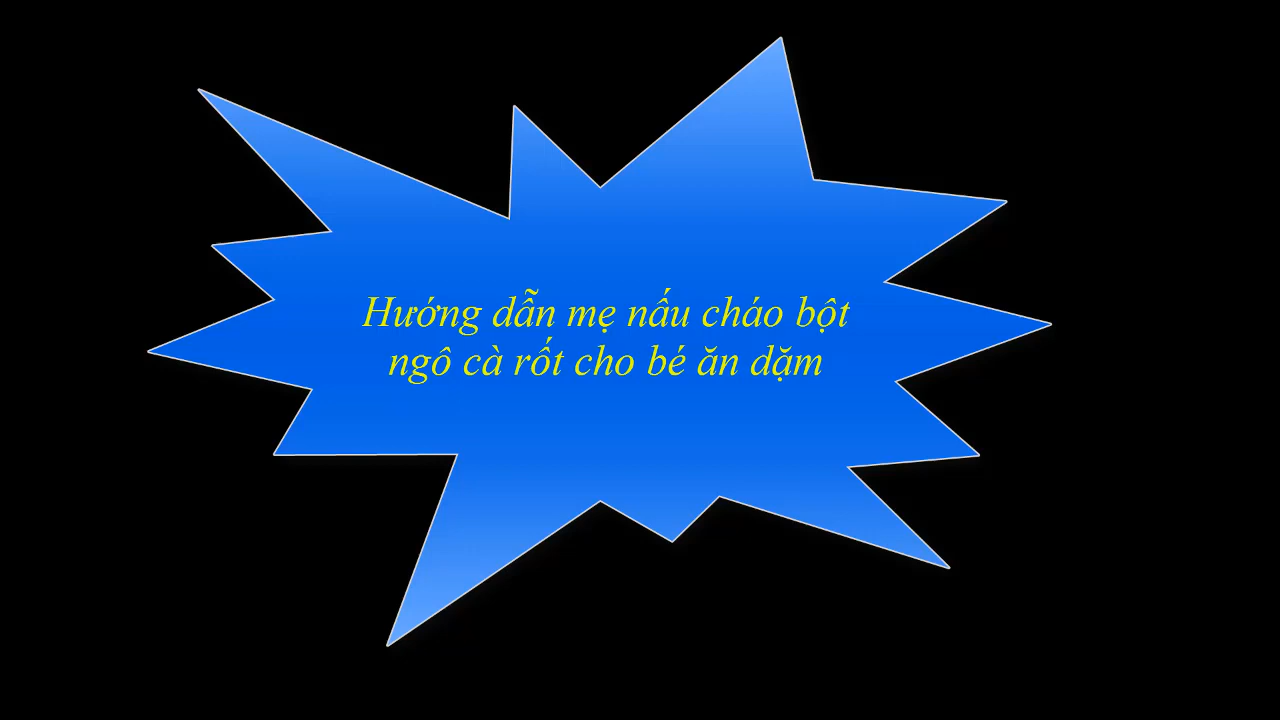 Hướng dẫn mẹ nấu cháo bột
ngô cà rốt cho bé ăn dặm